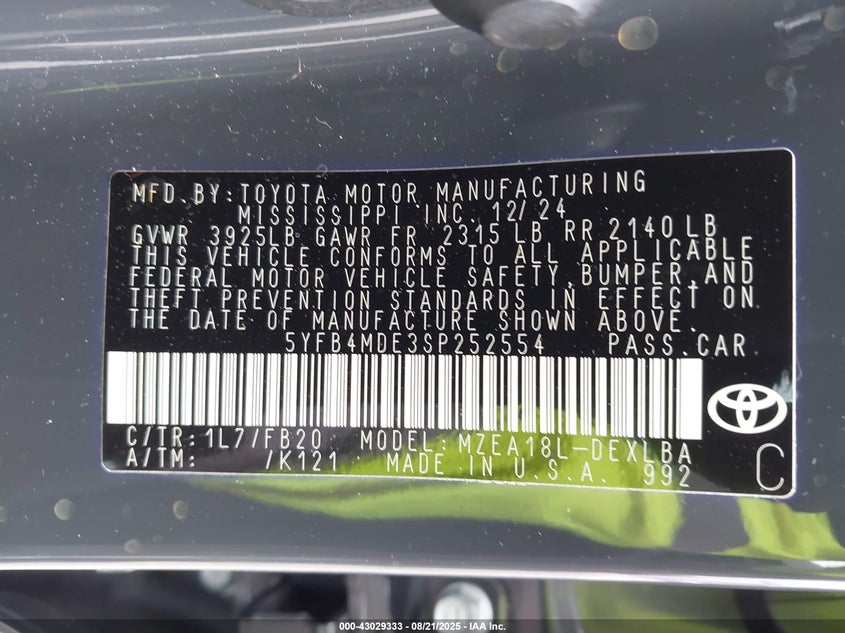 MFD.BY:TOYOTA MOTOR MANUFACTURING
MISSISSIPPI INC. 12/24
GVWR 3925LB GAWR FR 2315 LB RR 2140 LB
THIS VEHICLE CONFORMS TO ALL APPLICABLE
FEDERAL MOTOR VEHICLE SAFETY,BUMPER,AND
THEFT PREVENTION STANDARDS IN EFFECT ON
THE DATE OF MANUFACTURE SHOWN ABOVE.
5YFB4MDE3SP252554 PASS.CAR
C/TR:1L7/FB20 MODEL:MZEA18L-DEXLBA
A/TM: /K121 MADE IN U.S.A. 992
C
000-43029333 - 08/21/2025 - IAA Inc.